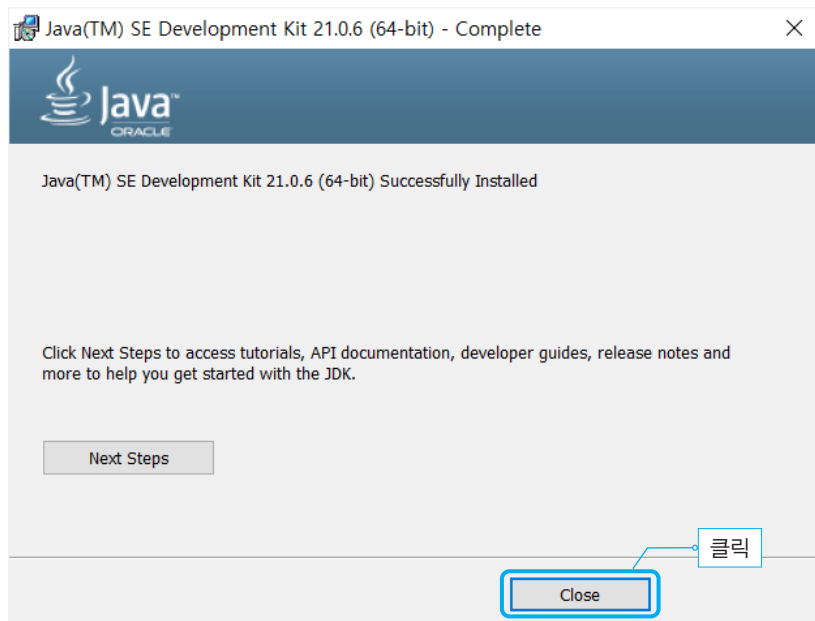 Java(TM) SE Development Kit 21.0.6 (64-bit) - Complete
Java™
ORACLE
Java(TM) SE Development Kit 21.0.6 (64-bit) Successfully Installed
Click Next Steps to access tutorials, API documentation, developer guides, release notes and
more to help you get started with the JDK.
Next Steps
클릭
Close